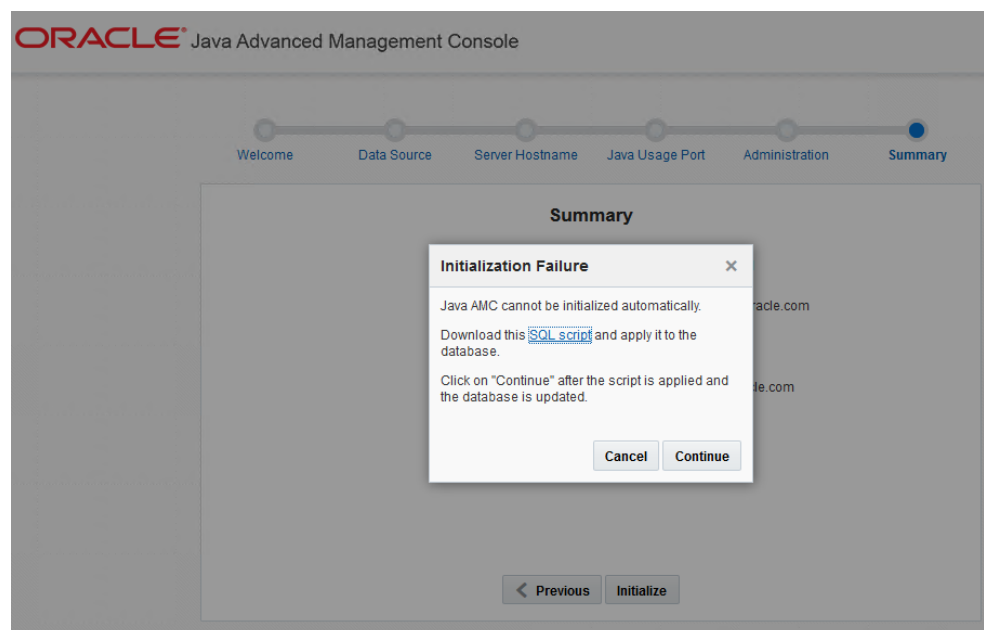 ORACLE® Java Advanced Management Console
Welcome Data Source Server Hostname Java Usage Port Administration Summary
Summary
Initialization Failure
Java AMC cannot be initialized automatically.
racle.com
Download this SQL script and apply it to the
database.
Click on "Continue" after the script is applied and
le.com
the database is updated.
Cancel Continue
Previous Initialize